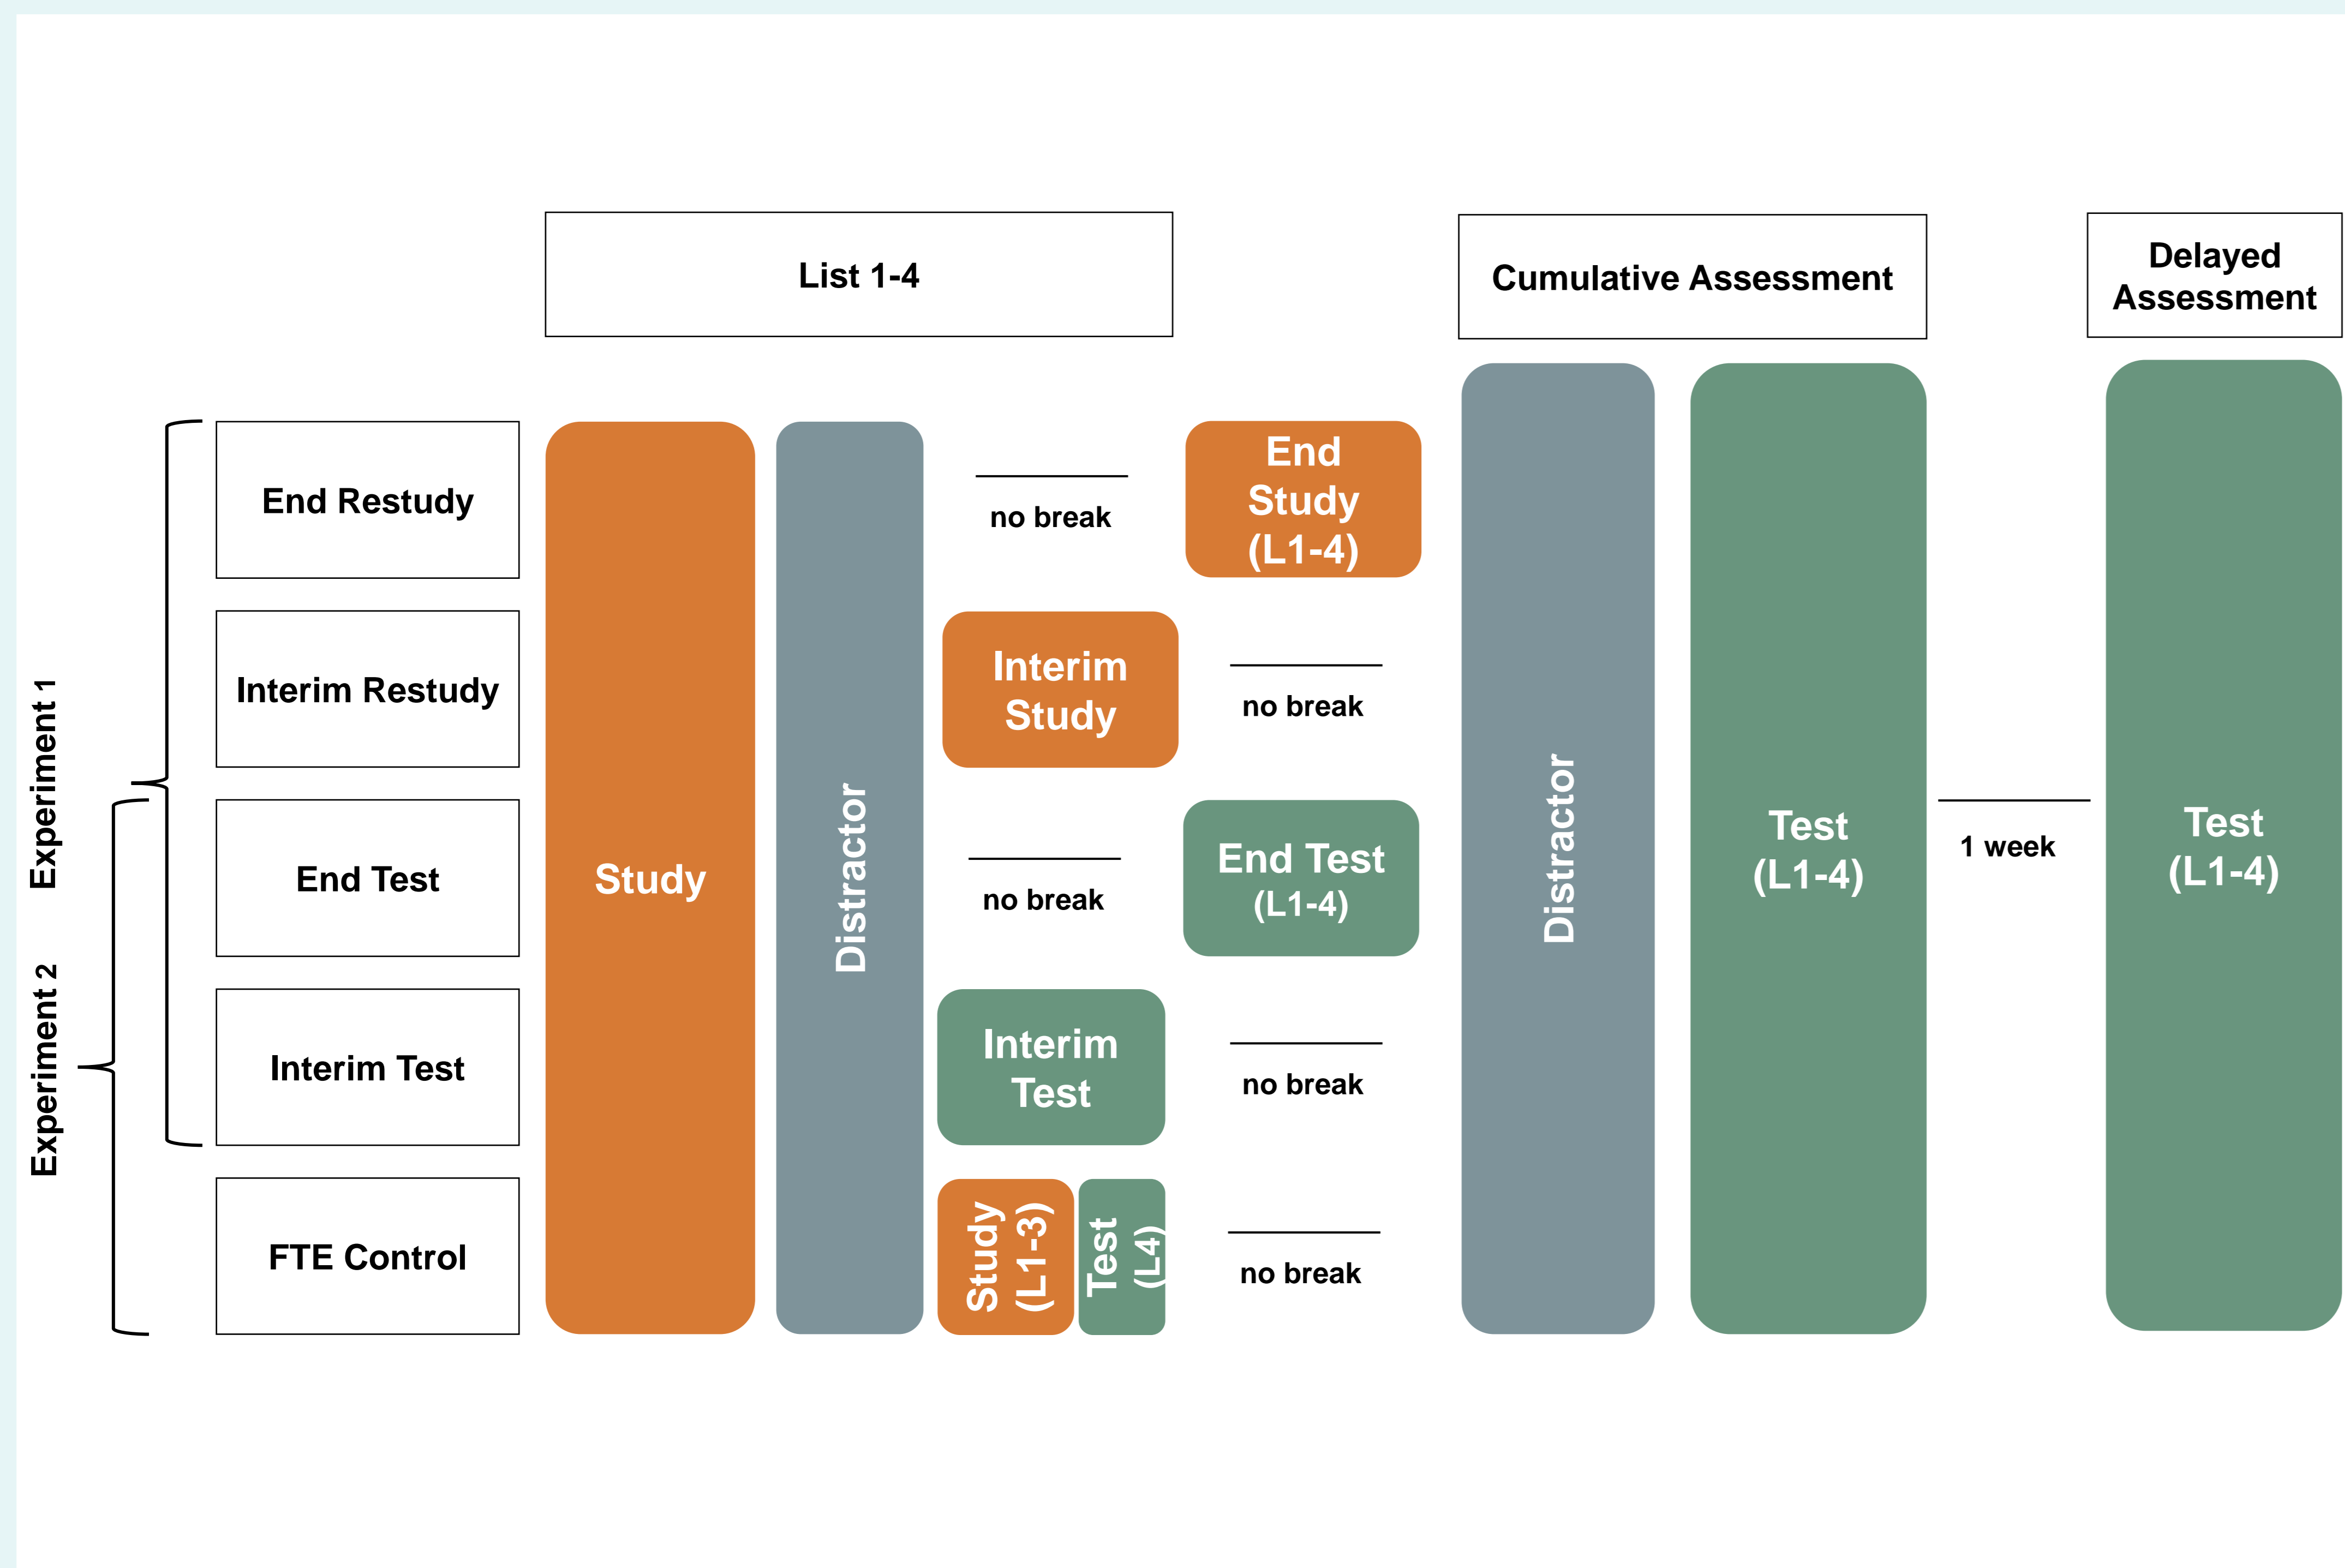 List 1-4
Cumulative Assessment
Delayed
Assessment
Experiment 1
Experiment 2
End Restudy
Interim Restudy
End Test
Interim Test
FTE Control
Study
Distractor
no break
End
Study
(L1-4)
Interim
Study
no break
no break
End Test
(L1-4)
Interim
Test
no break
Study
(L1-3)
Test
(L4)
no break
Distractor
Test
(L1-4)
1 week
Test
(L1-4)